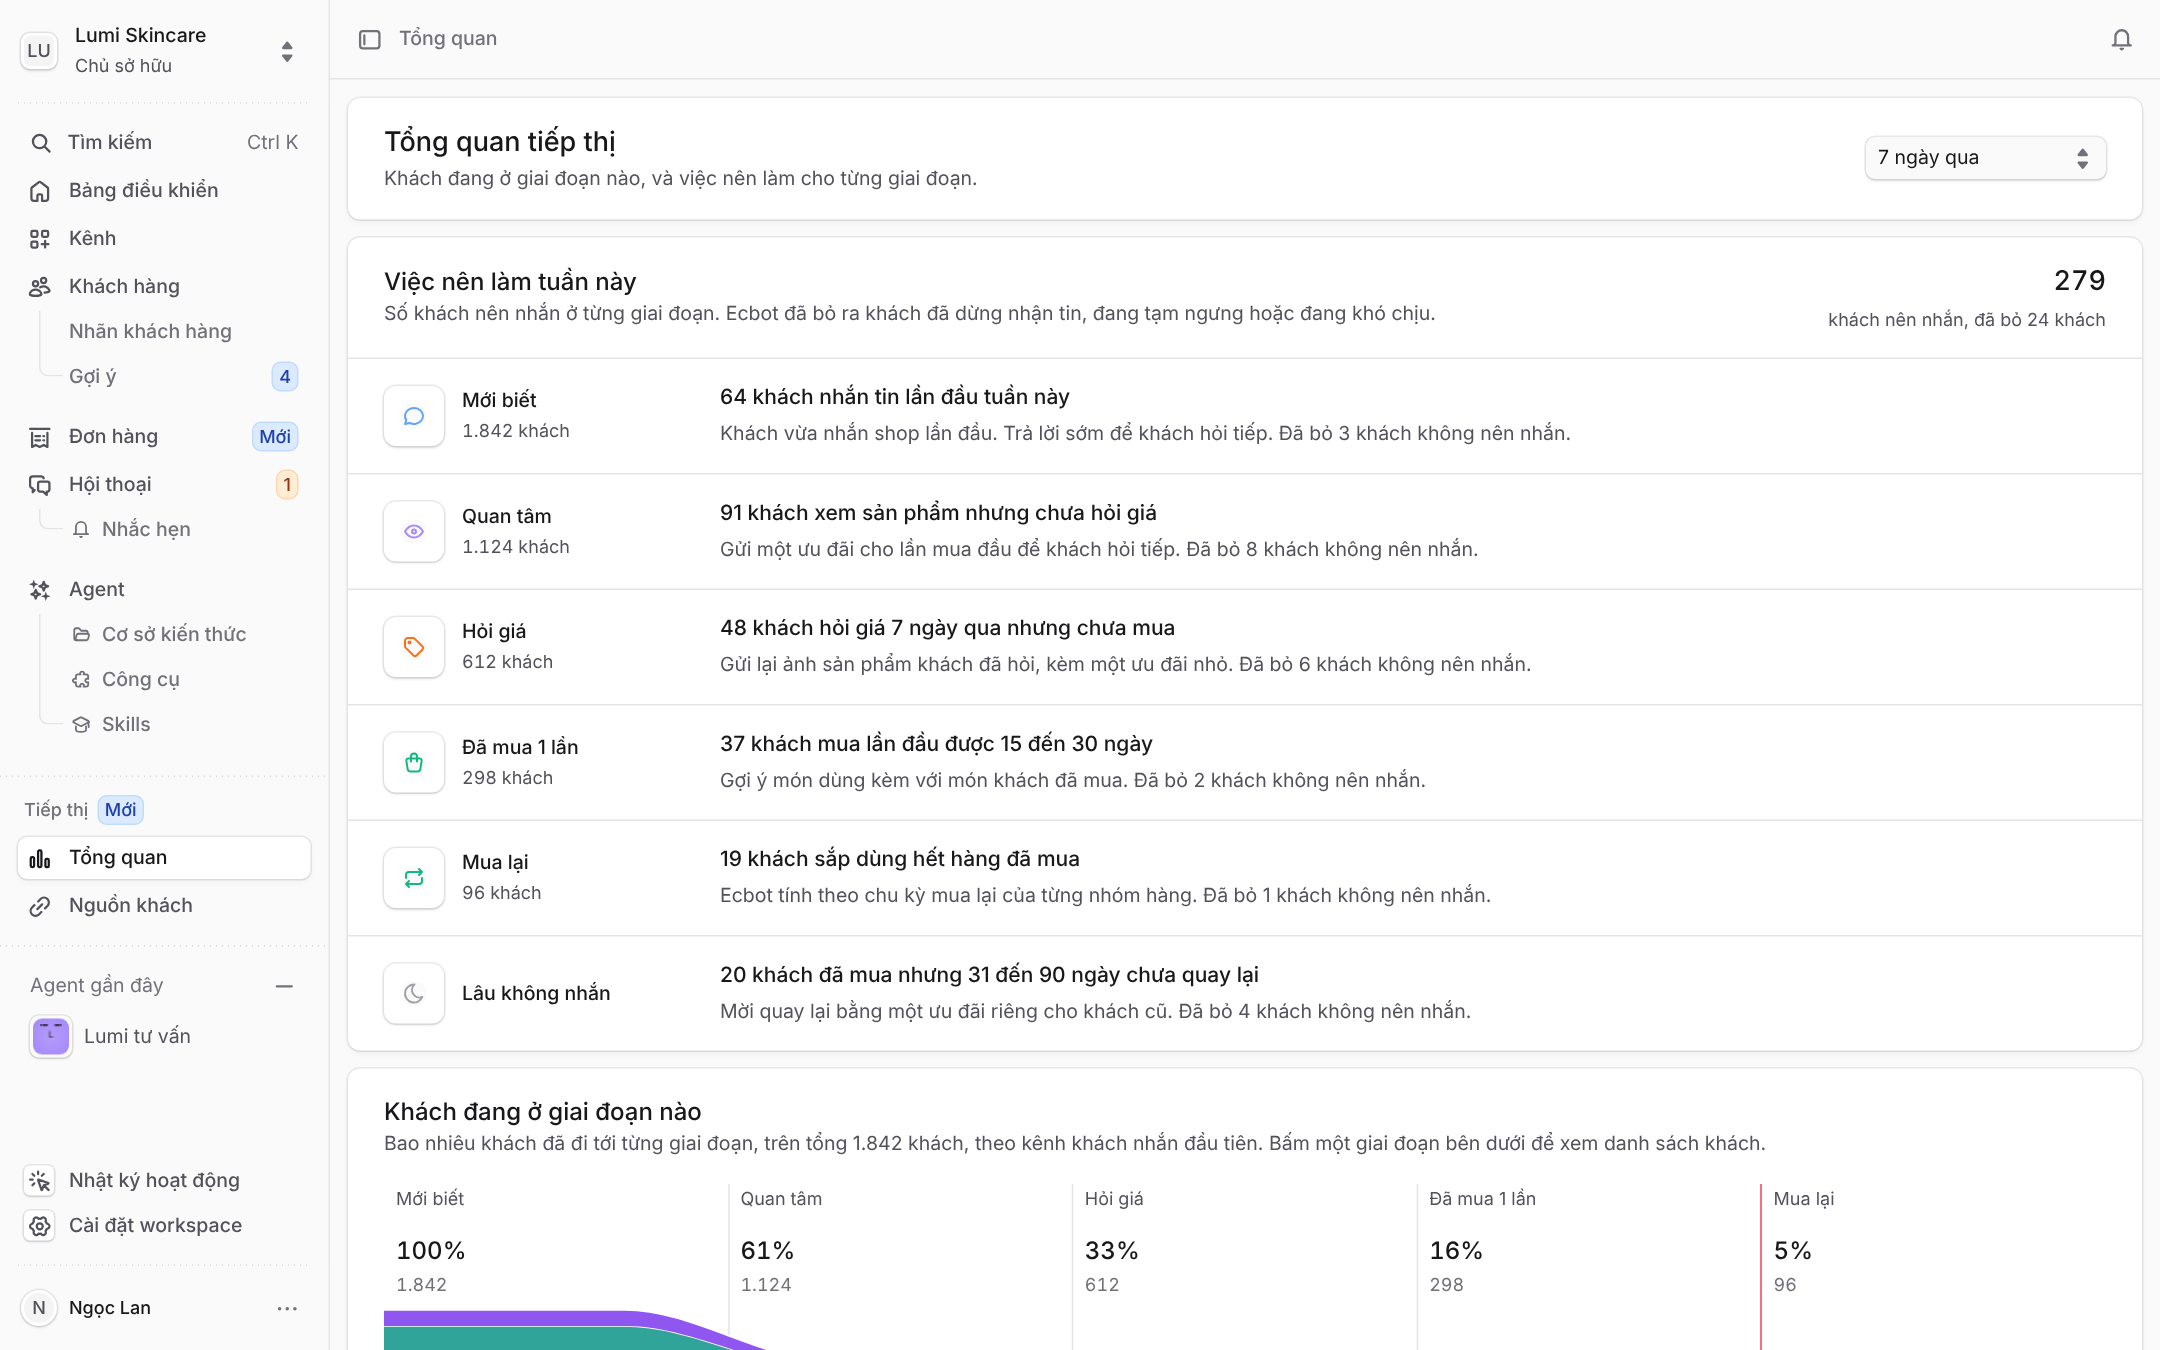 LU
Lumi Skincare
Chủ sở hữu
Tìm kiếm
Ctrl K
Bảng điều khiển
Kênh
Khách hàng
Nhãn khách hàng
Gợi ý
4
Đơn hàng
Mới
Hội thoại
1
Nhắc hẹn
Agent
Cơ sở kiến thức
Công cụ
Skills
Tiếp thị
Mới
Tổng quan
Nguồn khách
Agent gần đây
Lumi tư vấn
Nhật ký hoạt động
Cài đặt workspace
N
Ngọc Lan
Tổng quan
Tổng quan tiếp thị
Khách đang ở giai đoạn nào, và việc nên làm cho từng giai đoạn.
7 ngày qua
Việc nên làm tuần này
Số khách nên nhắn ở từng giai đoạn. Ecbot đã bỏ ra khách đã dừng nhận tin, đang tạm ngưng hoặc đang khó chịu.
279
khách nên nhắn, đã bỏ 24 khách
Mới biết
1.842 khách
64 khách nhắn tin lần đầu tuần này
Khách vừa nhắn shop lần đầu. Trả lời sớm để khách hỏi tiếp. Đã bỏ 3 khách không nên nhắn.
Quan tâm
1.124 khách
91 khách xem sản phẩm nhưng chưa hỏi giá
Gửi một ưu đãi cho lần mua đầu để khách hỏi tiếp. Đã bỏ 8 khách không nên nhắn.
Hỏi giá
612 khách
48 khách hỏi giá 7 ngày qua nhưng chưa mua
Gửi lại ảnh sản phẩm khách đã hỏi, kèm một ưu đãi nhỏ. Đã bỏ 6 khách không nên nhắn.
Đã mua 1 lần
298 khách
37 khách mua lần đầu được 15 đến 30 ngày
Gợi ý món dùng kèm với món khách đã mua. Đã bỏ 2 khách không nên nhắn.
Mua lại
96 khách
19 khách sắp dùng hết hàng đã mua
Ecbot tính theo chu kỳ mua lại của từng nhóm hàng. Đã bỏ 1 khách không nên nhắn.
Lâu không nhắn
20 khách đã mua nhưng 31 đến 90 ngày chưa quay lại
Mời quay lại bằng một ưu đãi riêng cho khách cũ. Đã bỏ 4 khách không nên nhắn.
Khách đang ở giai đoạn nào
Bao nhiêu khách đã đi tới từng giai đoạn, trên tổng 1.842 khách, theo kênh khách nhắn đầu tiên. Bấm một giai đoạn bên dưới để xem danh sách khách.
Mới biết
100%
1.842
Quan tâm
61%
1.124
Hỏi giá
33%
612
Đã mua 1 lần
16%
298
Mua lại
5%
96